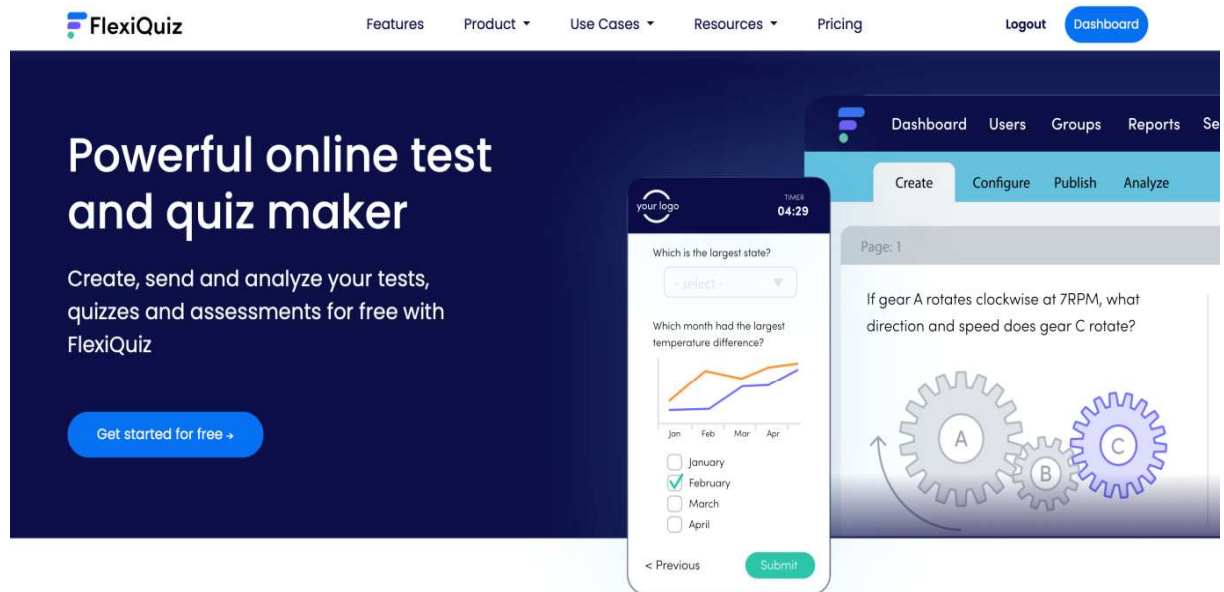 FlexiQuiz
Features
Product
Use Cases
Resources
Pricing
Logout
Dashboard
Powerful online test
and quiz maker
Create, send and analyze your tests,
quizzes and assessments for free with
FlexiQuiz
Get started for free →
your logo
TIMER
04:29
Which is the largest state?
- select -
Which month had the largest
temperature difference?
Jan Feb Mar Apr
January
February
March
April
< Previous
Submit
Dashboard Users Groups Reports Se
Create Configure Publish Analyze
Page: 1
If gear A rotates clockwise at 7RPM, what
direction and speed does gear C rotate?
A
B
C